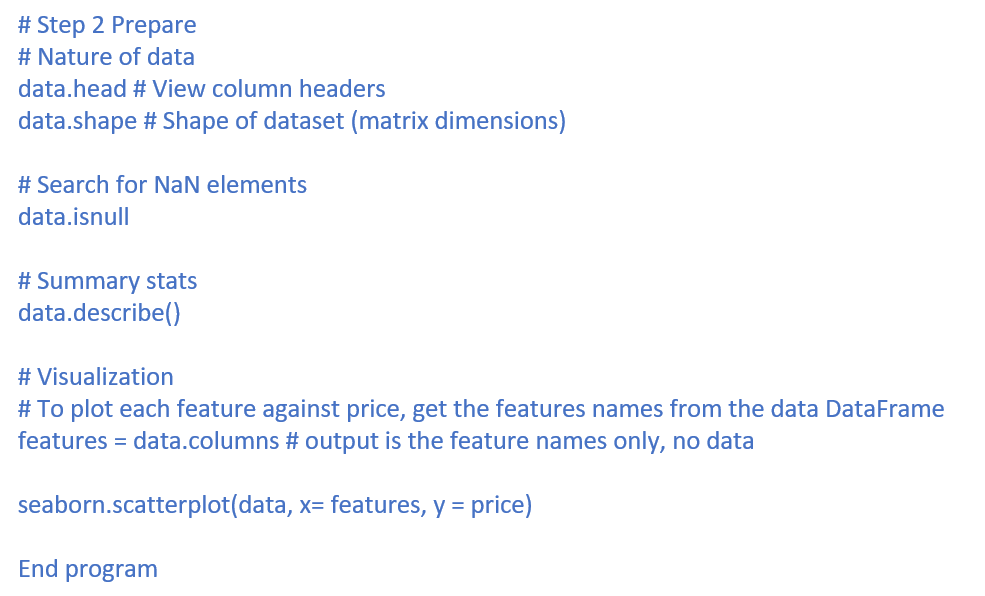 # Step 2 Prepare
# Nature of data
data.head # View column headers
data.shape # Shape of dataset (matrix dimensions)
# Search for NaN elements
data.isnull
# Summary stats
data.describe()
# Visualization
# To plot each feature against price, get the features names from the data DataFrame
features = data.columns # output is the feature names only, no data
seaborn.scatterplot(data, x= features, y = price)
End program